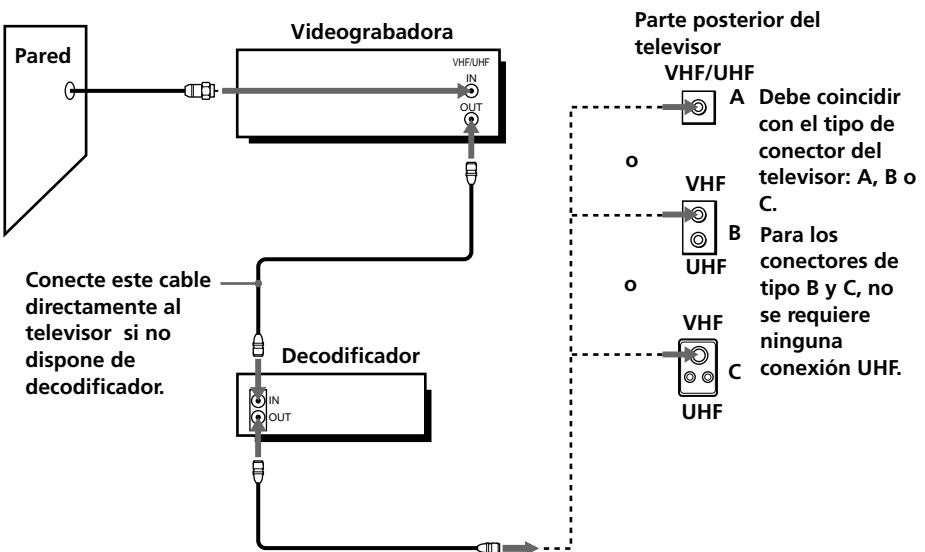 Pared
Videograbadora
VHF/UHF
IN
OUT
Conecte este cable
directamente al
televisor si no
dispone de
decodificador.
Decodificador
IN
OUT
Parte posterior del
televisor
VHF/UHF
A
o
VHF
B
UHF
o
VHF
C
UHF
Debe coincidir
con el tipo de
conector del
televisor: A, B o
C.
Para los
conectores de
tipo B y C, no
se requiere
ninguna
conexión UHF.